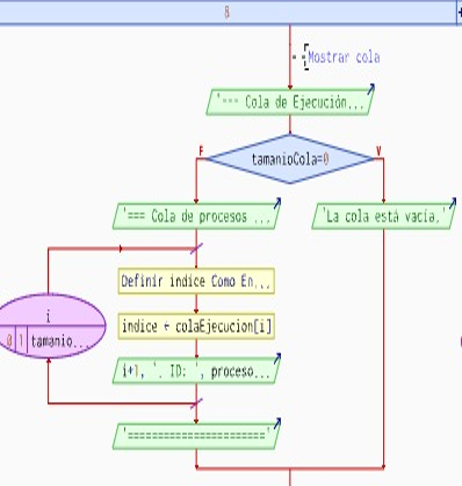 8
Mostrar cola
'=== Cola de Ejecución...
tamanioCola=0
F
V
'=== Cola de procesos ...
'La cola está vacía.'
Definir indice Como En...
i
0 1 tamanio...
indice ← colaEjecucion[i]
i+1, '. ID: ', proceso...
'======================='